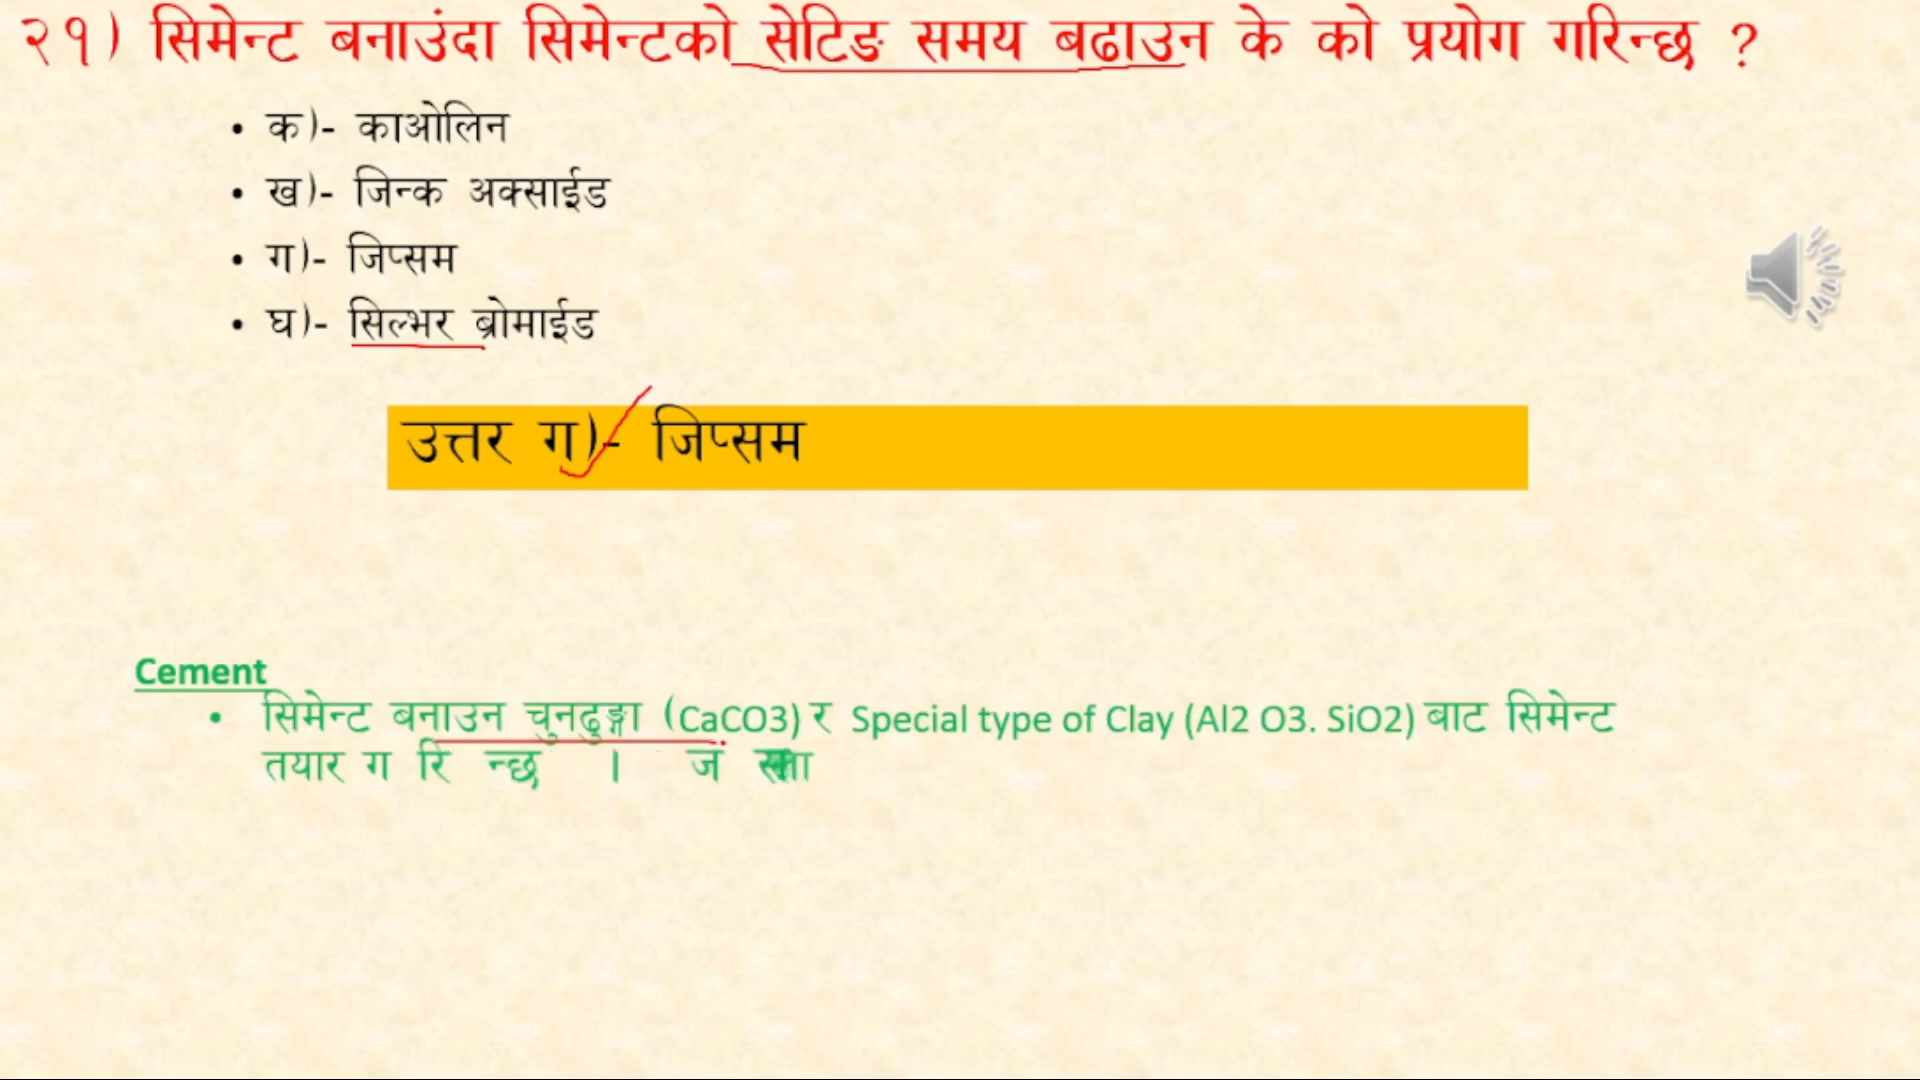 २१) सिमेन्ट बनाउंदा सिमेन्टको सेटिङ समय बढाउन के को प्रयोग गरिन्छ ?
• क)- काओलिन
• ख)- जिन्क अक्साईड
• ग)- जिप्सम
• घ)- सिल्भर ब्रोमाईड
उत्तर ग)- जिप्सम
Cement
• सिमेन्ट बनाउन चुनढुङ्गा (CaCO3) र Special type of Clay (Al2 O3. SiO2) बाट सिमेन्ट
तयार गरिन्छ ।